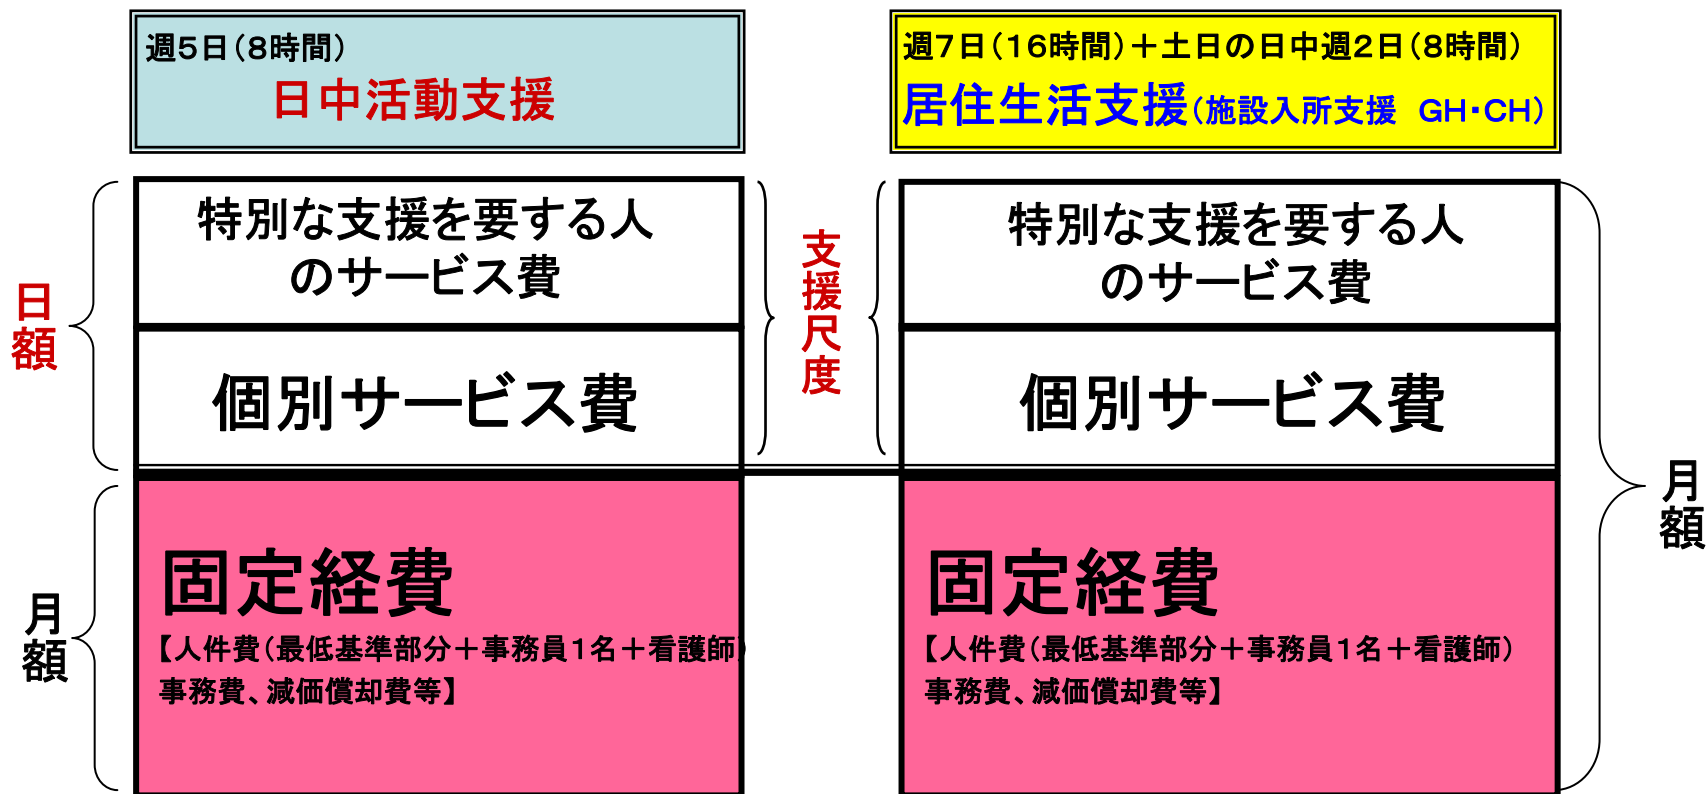 週5日(8時間)
日中活動支援
週7日(16時間)+土日の日中週2日(8時間)
居住生活支援(施設入所支援 GH・CH)
特別な支援を要する人
のサービス費
個別サービス費
日額
支援尺度
特別な支援を要する人
のサービス費
個別サービス費
固定経費
【人件費(最低基準部分+事務員1名+看護師)
事務費、減価償却費等】
月額
固定経費
【人件費(最低基準部分+事務員1名+看護師)
事務費、減価償却費等】
月額